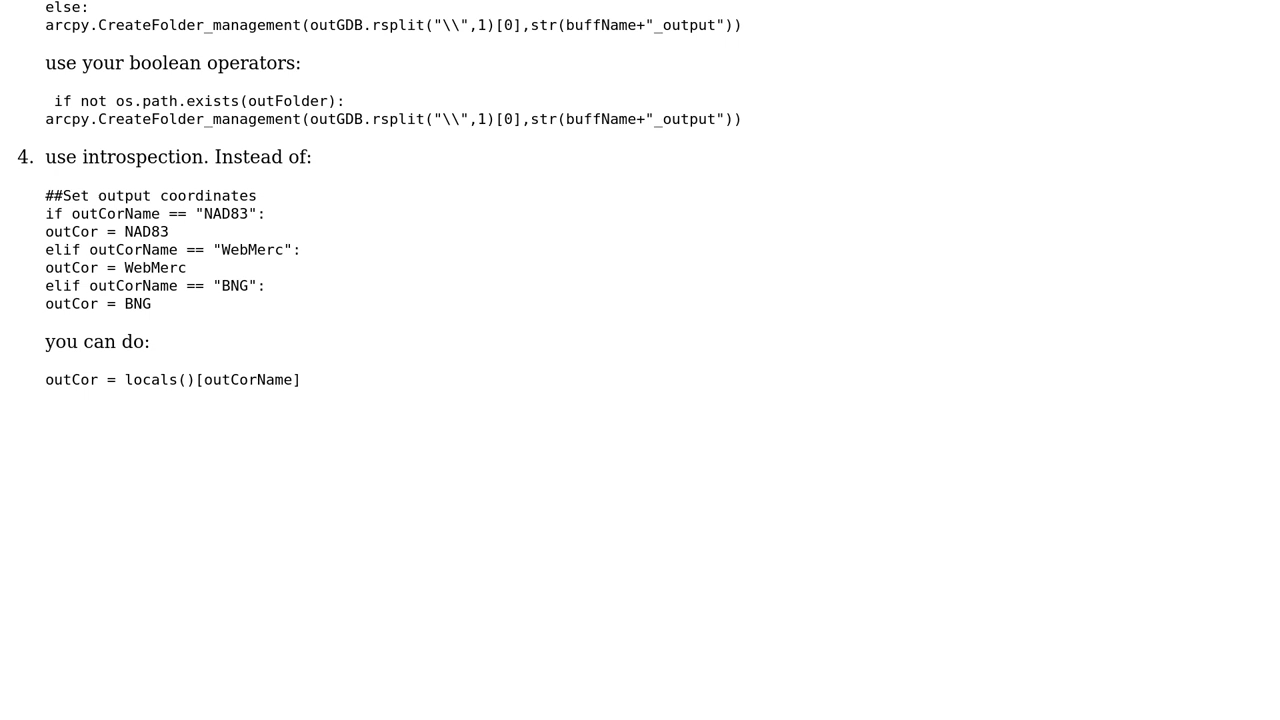 else:
arcpy.CreateFolder_management(outGDB.rsplit("\\",1)[0],str(buffName+"_output"))
use your boolean operators:
if not os.path.exists(outFolder):
arcpy.CreateFolder_management(outGDB.rsplit("\\",1)[0],str(buffName+"_output"))
4. use introspection. Instead of:
##Set output coordinates
if outCorName == "NAD83":
outCor = NAD83
elif outCorName == "WebMerc":
outCor = WebMerc
elif outCorName == "BNG":
outCor = BNG
you can do:
outCor = locals()[outCorName]